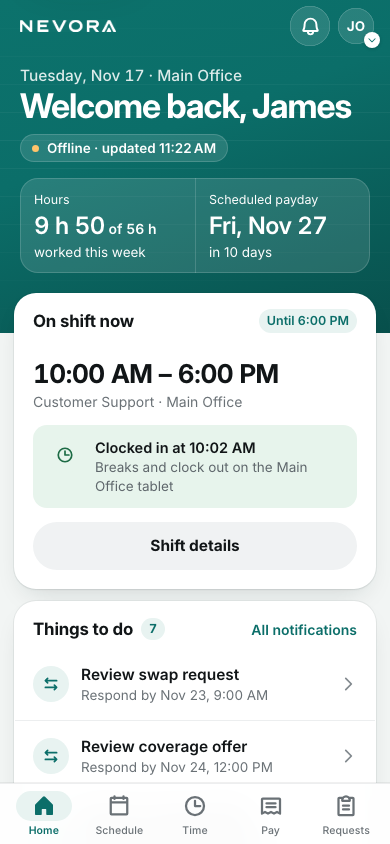 NEVORA
JO
Tuesday, Nov 17 · Main Office
Welcome back, James
Offline · updated 11:22 AM
Hours
9 h 50 of 56 h
worked this week
Scheduled payday
Fri, Nov 27
in 10 days
On shift now
Until 6:00 PM
10:00 AM – 6:00 PM
Customer Support · Main Office
Clocked in at 10:02 AM
Breaks and clock out on the Main
Office tablet
Shift details
Things to do 7
All notifications
Review swap request
Respond by Nov 23, 9:00 AM
Review coverage offer
Respond by Nov 24, 12:00 PM
Home
Schedule
Time
Pay
Requests